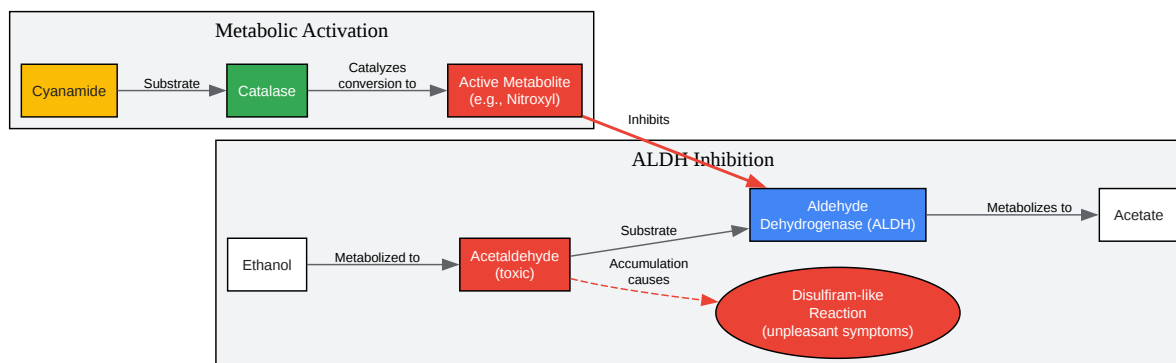 Metabolic Activation
Cyanamide
Substrate
Catalase
Catalyzes
conversion to
Active Metabolite
(e.g., Nitroxyl)
Inhibits
ALDH Inhibition
Ethanol
Metabolized to
Acetaldehyde
(toxic)
Substrate
Aldehyde
Dehydrogenase (ALDH)
Metabolizes to
Acetate
Accumulation
causes
Disulfiram-like
Reaction
(unpleasant symptoms)